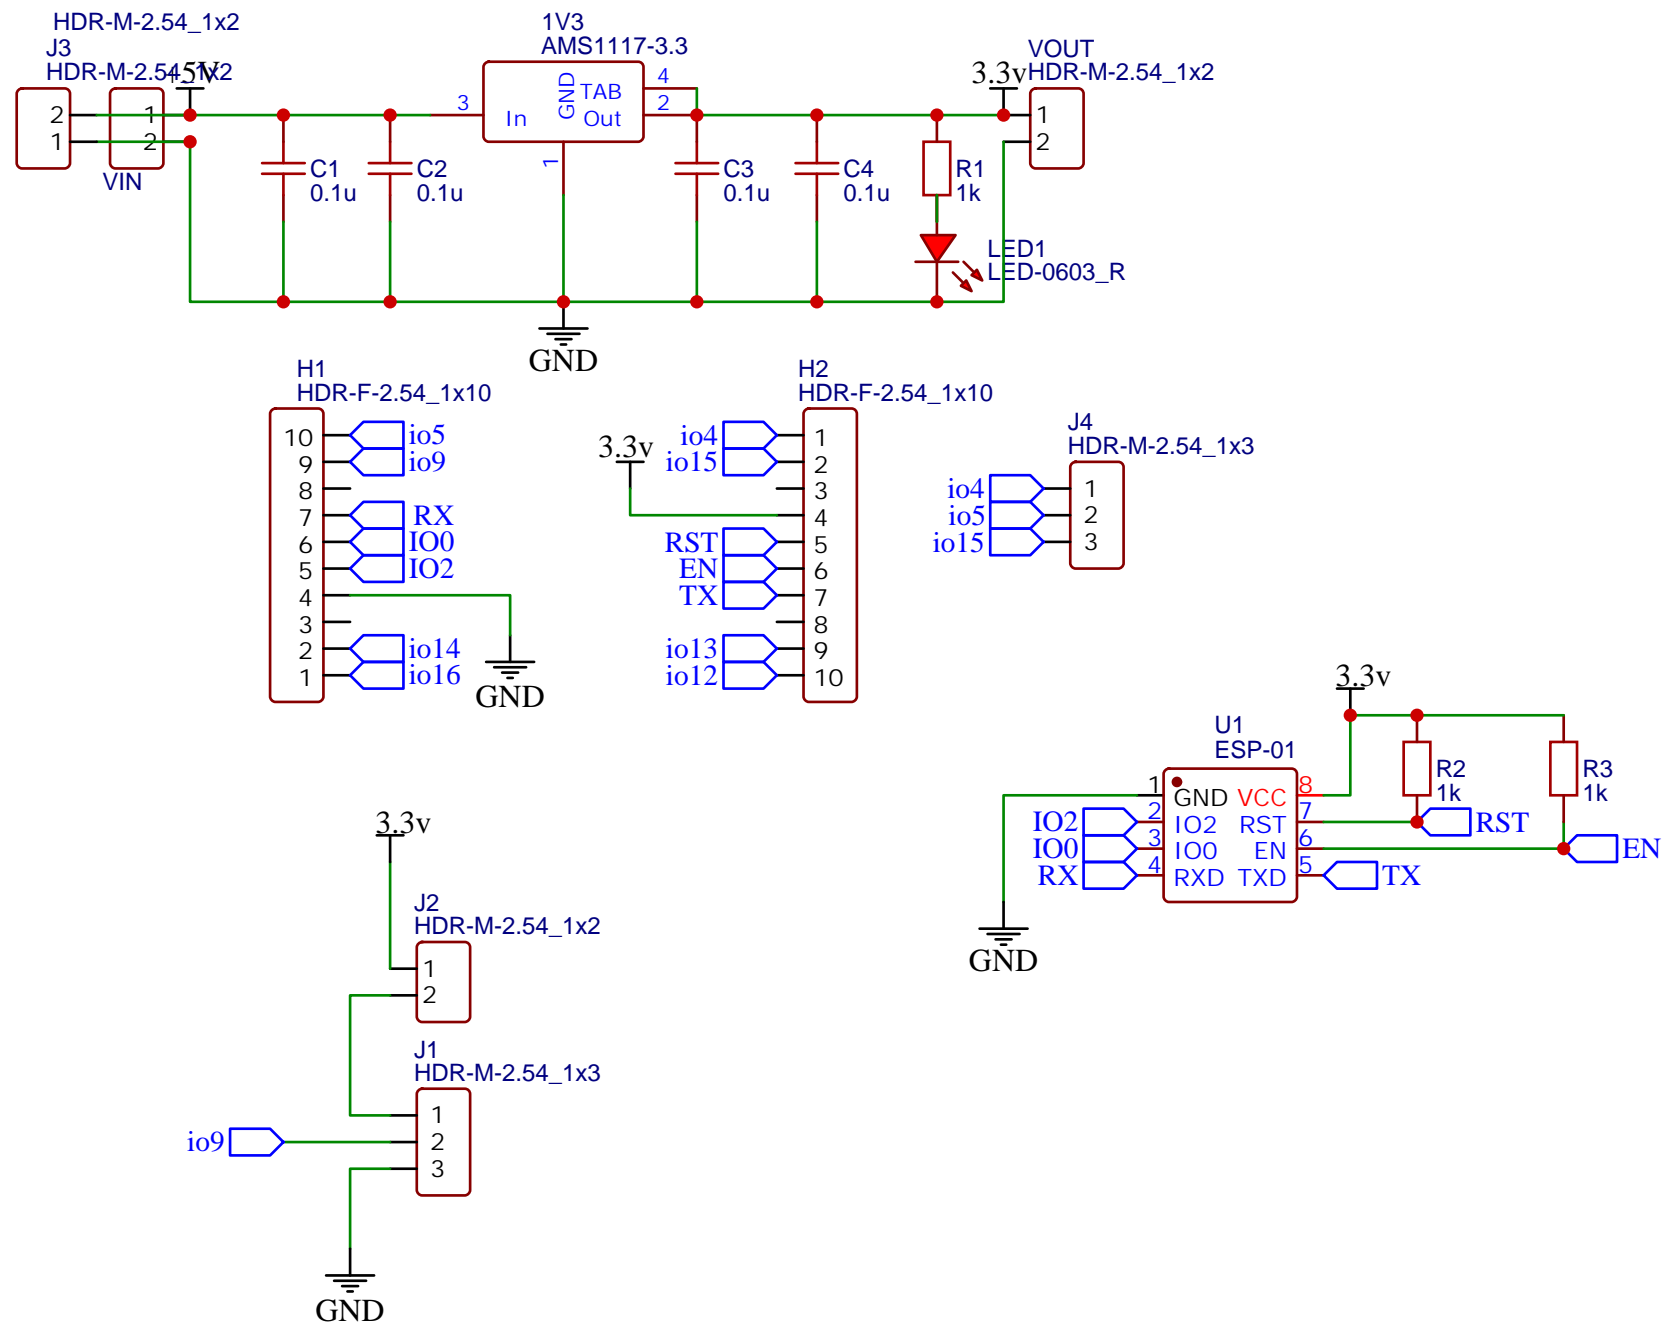 HDR-M-2.54_1x2
J3
HDR-M-2.54_1x2
+5V
2
1
1
2
VIN
C1
0.1u
C2
0.1u
1V3
AMS1117-3.3
3
In
GND
TAB
Out
4
2
1
C3
0.1u
C4
0.1u
R1
1k
LED1
LED-0603_R
3.3v
VOUT
HDR-M-2.54_1x2
1
2
GND
H1
HDR-F-2.54_1x10
10 io5
9 io9
8
7 RX
6 IO0
5 IO2
4
3
2 io14
1 io16
GND
H2
HDR-F-2.54_1x10
3.3v
io4 1
io15 2
3
4
RST 5
EN 6
TX 7
8
io13 9
io12 10
J4
HDR-M-2.54_1x3
io4 1
io5 2
io15 3
3.3v
U1
ESP-01
R2
1k
R3
1k
1 GND VCC 8
IO2 2 IO2 RST 7 RST
IO0 3 IO0 EN 6 EN
RX 4 RXD TXD 5 TX
GND
3.3v
J2
HDR-M-2.54_1x2
1
2
J1
HDR-M-2.54_1x3
1
io9 2
3
GND